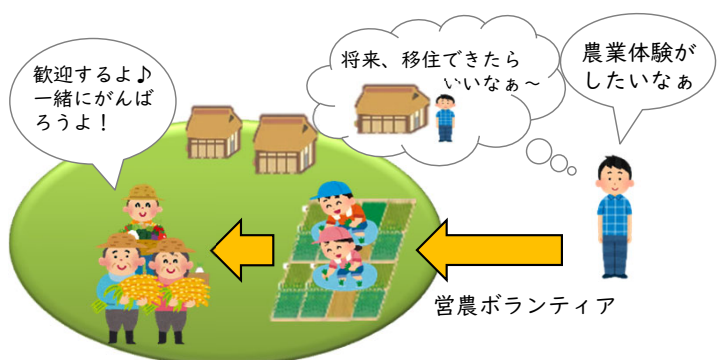 歓迎するよ♪
一緒にがんば
ろうよ！
将来、移住できたら
いいなぁ～
農業体験が
したいなぁ
営農ボランティア